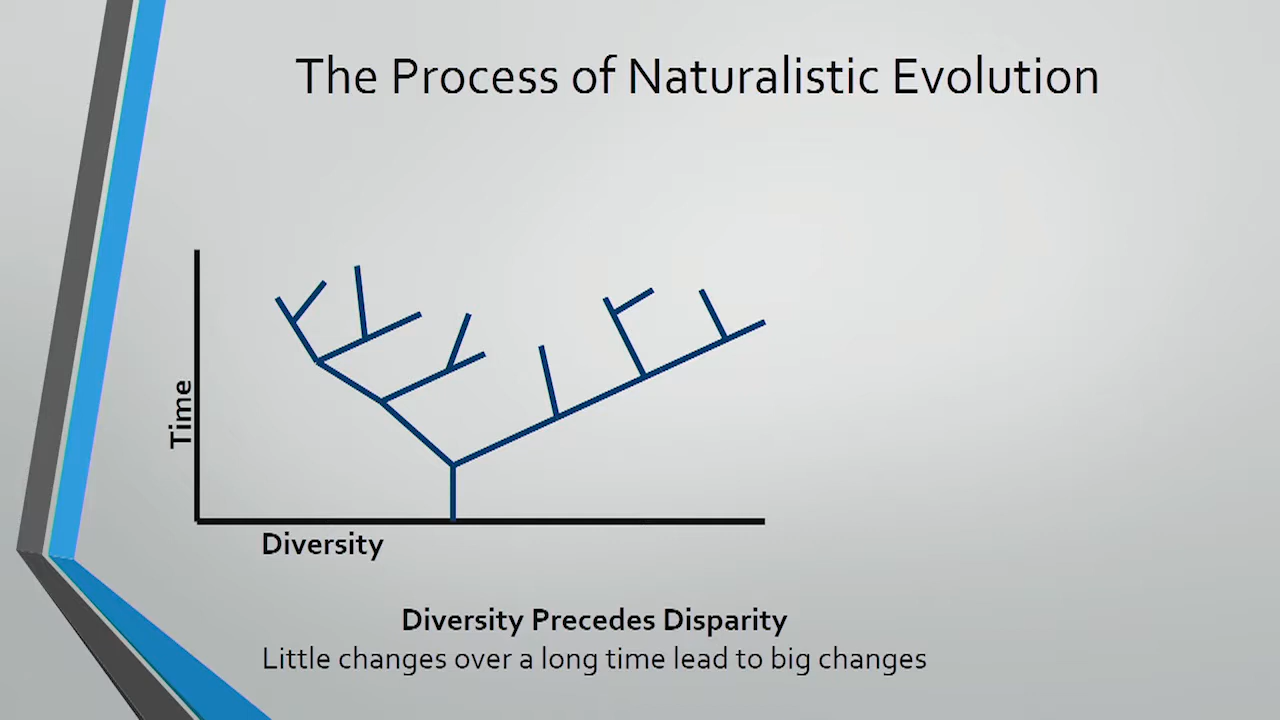 The Process of Naturalistic Evolution
Time
Diversity
Diversity Precedes Disparity
Little changes over a long time lead to big changes